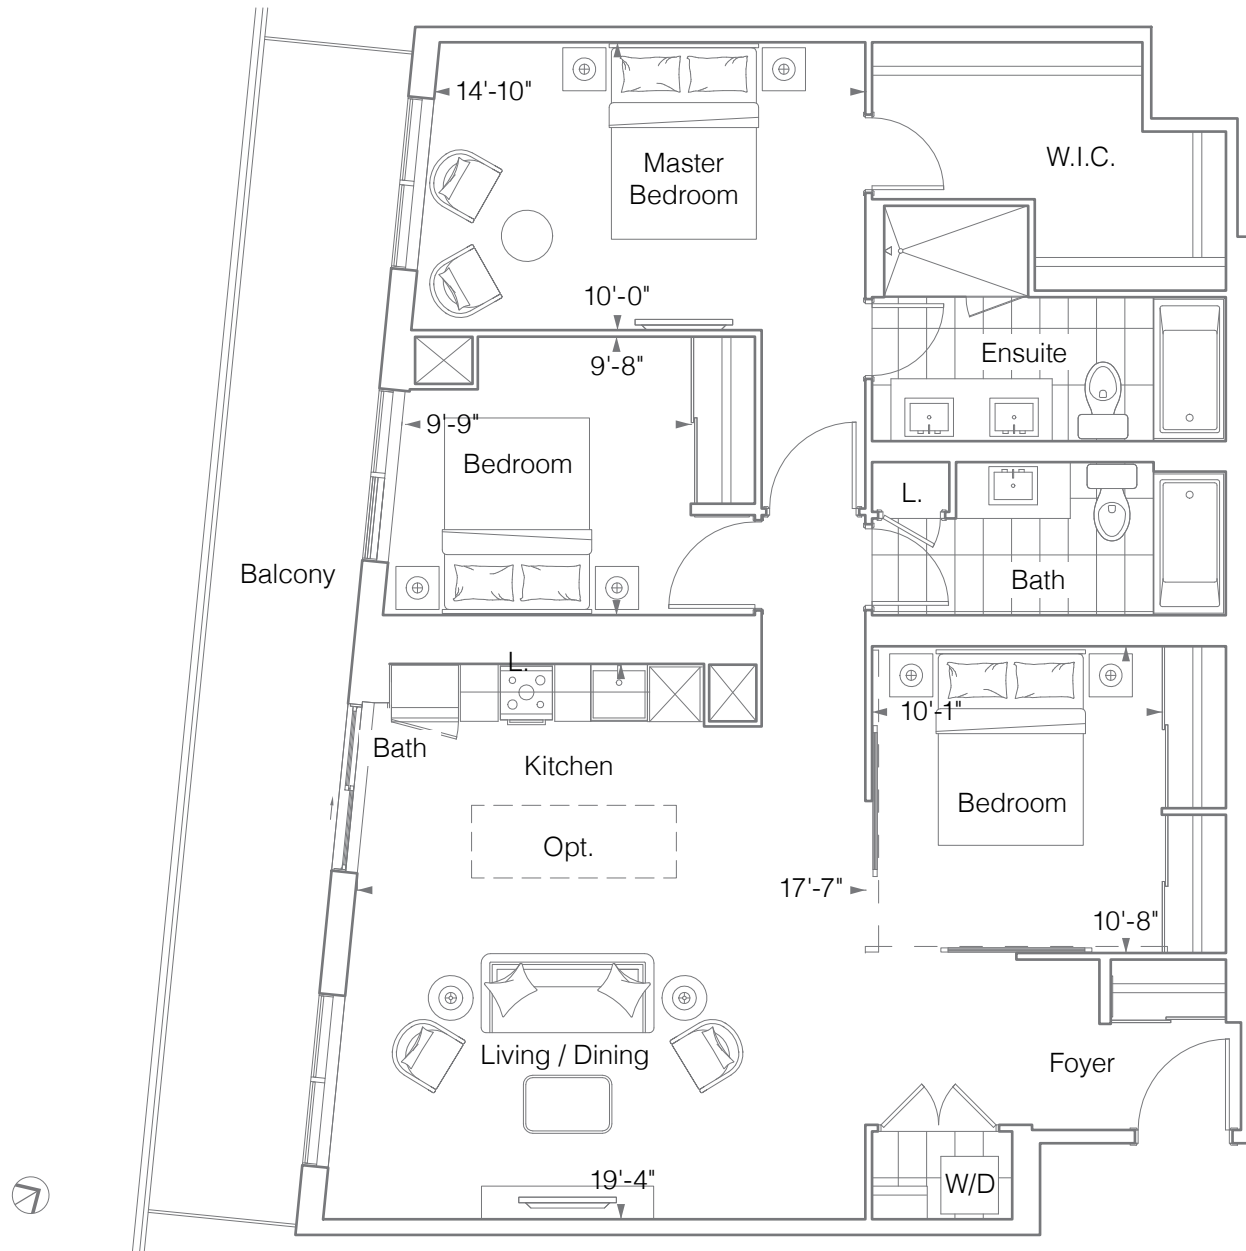 14'-10"
Master
Bedroom
W.I.C.
10'-0"
9'-8"
Ensuite
9'-9"
Bedroom
L.
Balcony
Bath
L.
10'-1"
Bath
Kitchen
Bedroom
Opt.
17'-7"
10'-8"
Living / Dining
Foyer
19'-4"
W/D